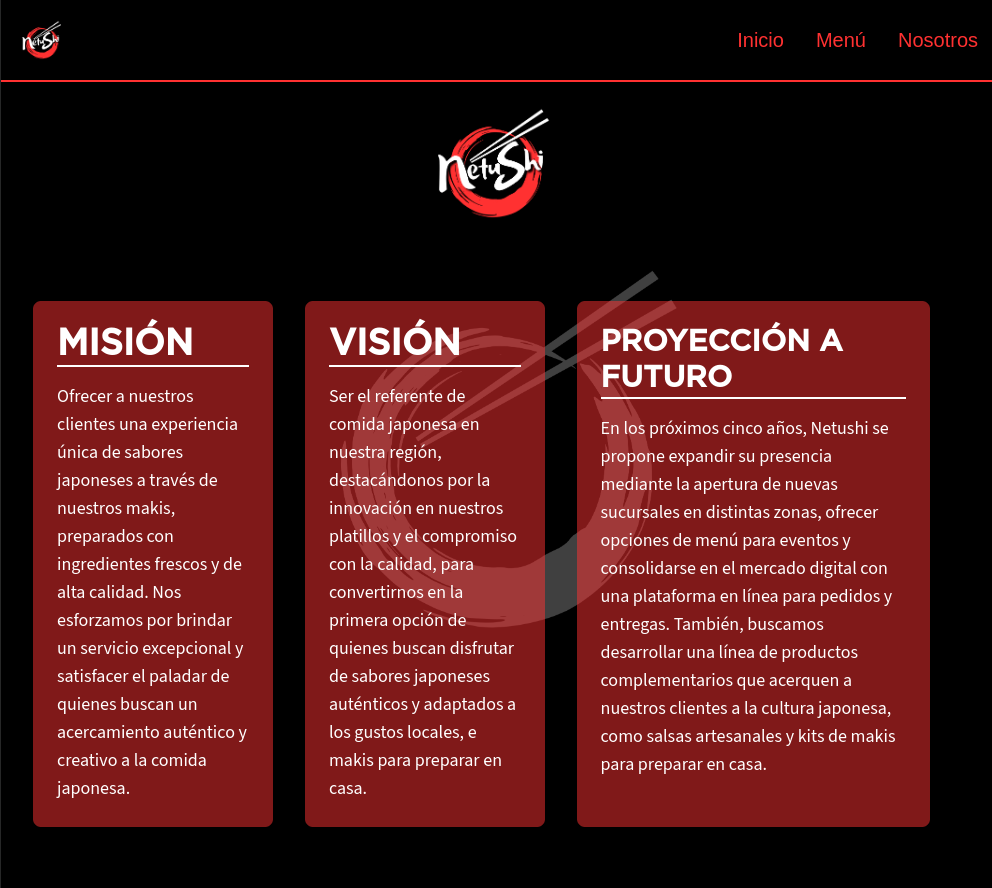 NetuShi
Inicio
Menú
Nosotros
NetuShi
MISIÓN
Ofrecer a nuestros
clientes una experiencia
única de sabores
japoneses a través de
nuestros makis,
preparados con
ingredientes frescos y de
alta calidad. Nos
esforzamos por brindar
un servicio excepcional y
satisfacer el paladar de
quienes buscan un
acercamiento auténtico y
creativo a la comida
japonesa.
VISIÓN
Ser el referente de
comida japonesa en
nuestra región,
destacándonos por la
innovación en nuestros
platillos y el compromiso
con la calidad, para
convertirnos en la
primera opción de
quienes buscan disfrutar
de sabores japoneses
auténticos y adaptados a
los gustos locales, e
makis para preparar en
casa.
PROYECCIÓN A
FUTURO
En los próximos cinco años, Netushi se
propone expandir su presencia
mediante la apertura de nuevas
sucursales en distintas zonas, ofrecer
opciones de menú para eventos y
consolidarse en el mercado digital con
una plataforma en línea para pedidos y
entregas. También, buscamos
desarrollar una línea de productos
complementarios que acerquen a
nuestros clientes a la cultura japonesa,
como salsas artesanales y kits de makis
para preparar en casa.